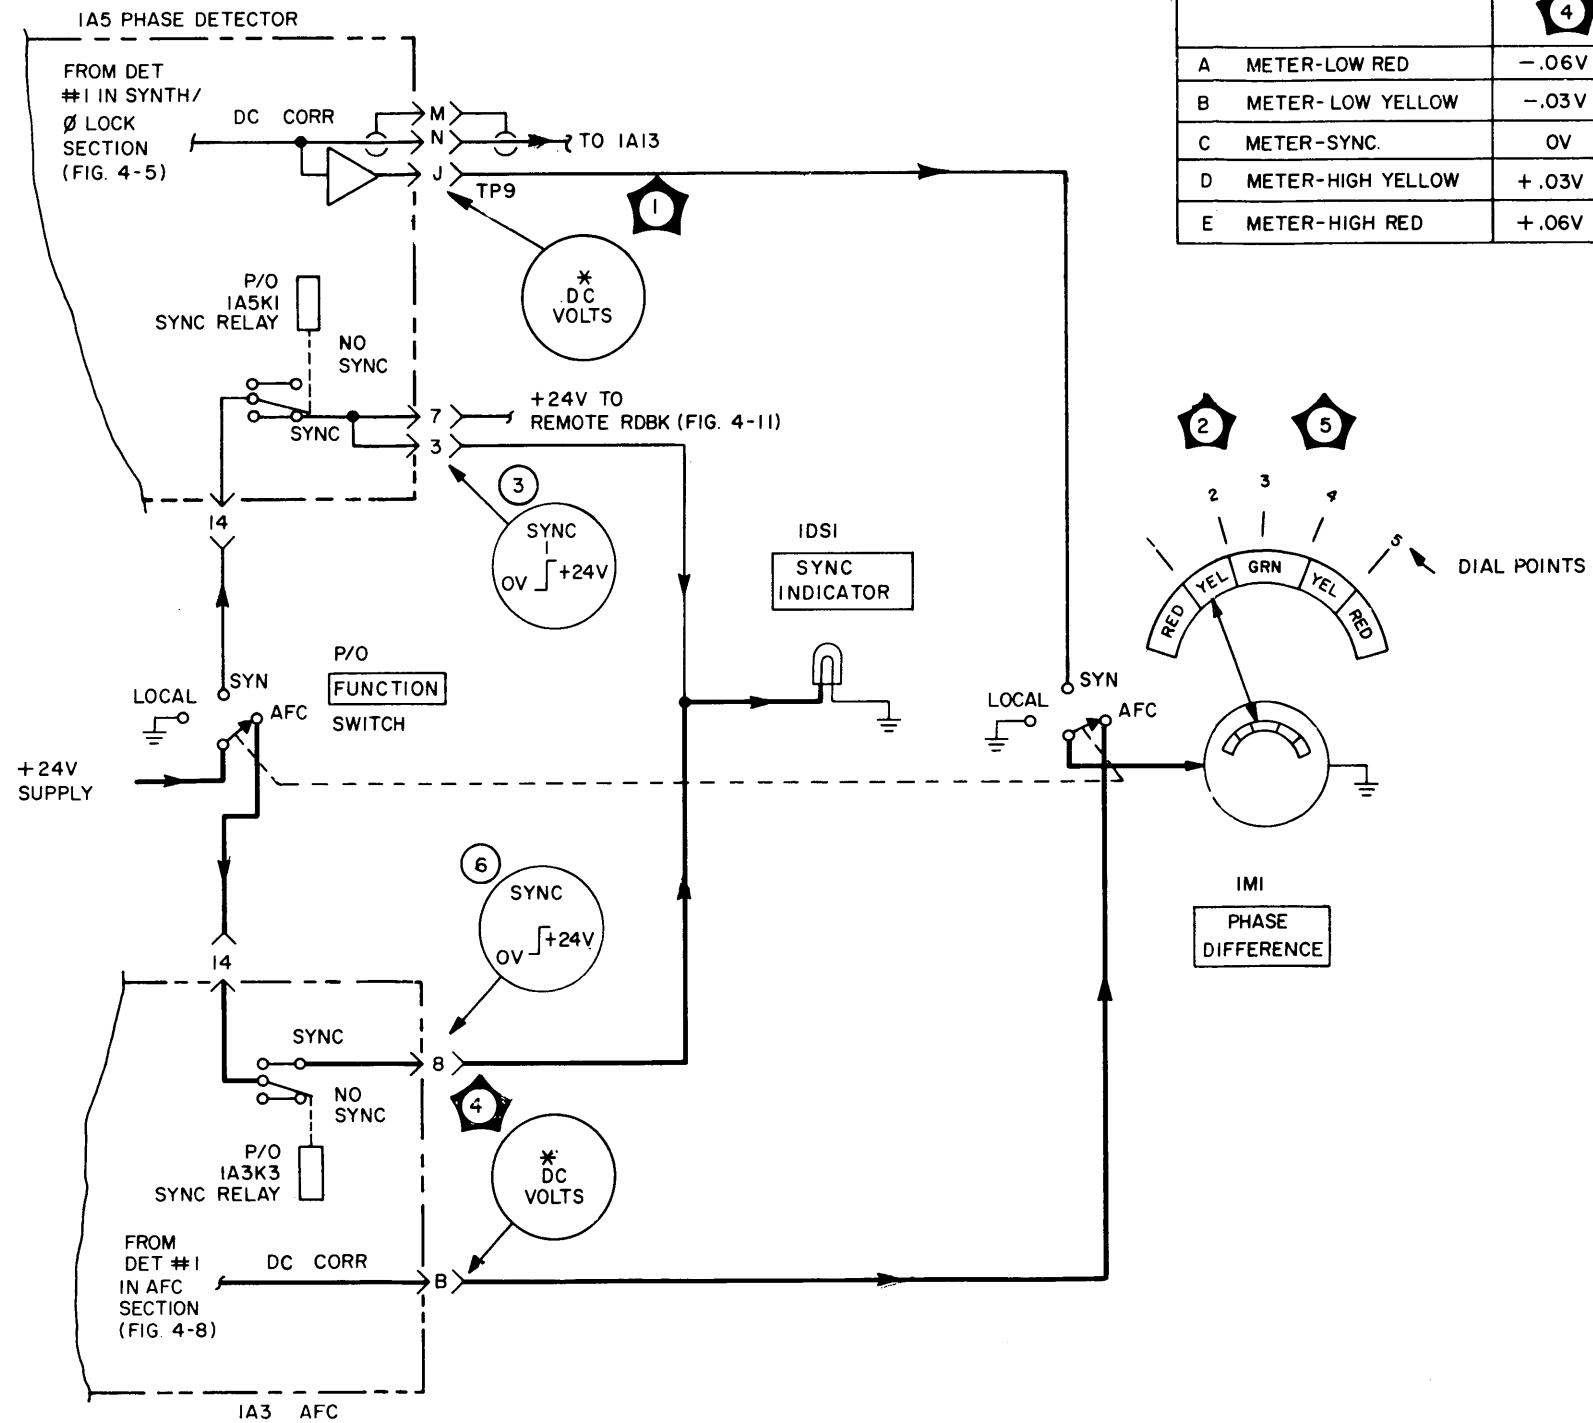 1A5 PHASE DETECTOR
FROM DET
#1 IN SYNTH/
Ø LOCK
SECTION
(FIG. 4-5)
DC CORR
M
N
TO 1A13
J
TP9
1
*
DC
VOLTS
4
A METER-LOW RED -.06V
B METER-LOW YELLOW -.03V
C METER-SYNC. 0V
D METER-HIGH YELLOW +.03V
E METER-HIGH RED +.06V
P/O
1A5K1
SYNC RELAY
NO
SYNC
SYNC
7
+24V TO
REMOTE RDBK (FIG. 4-11)
3
3
SYNC
0V +24V
14
2
5
2
3
4
5
DIAL POINTS
RED
YEL
GRN
YEL
RED
1DS1
SYNC
INDICATOR
P/O
FUNCTION
SWITCH
LOCAL
SYN
AFC
+24V
SUPPLY
LOCAL
SYN
AFC
1M1
PHASE
DIFFERENCE
6
SYNC
0V +24V
14
SYNC
8
NO
SYNC
4
P/O
1A3K3
SYNC RELAY
*
DC
VOLTS
FROM
DET #1
IN AFC
SECTION
(FIG. 4-8)
DC CORR
B
1A3 AFC